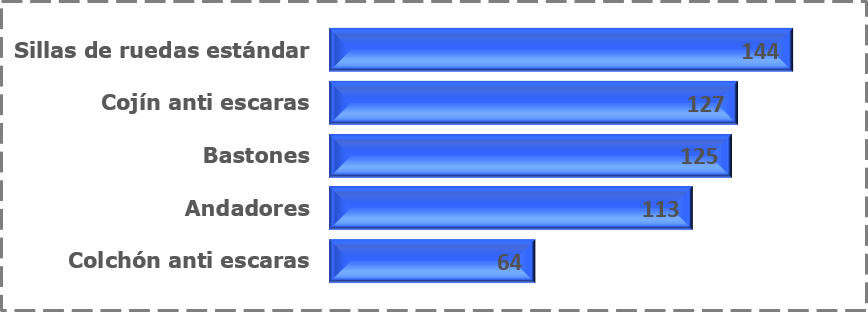 Sillas de ruedas estándar 144
Cojín anti escaras 127
Bastones 125
Andadores 113
Colchón anti escaras 64